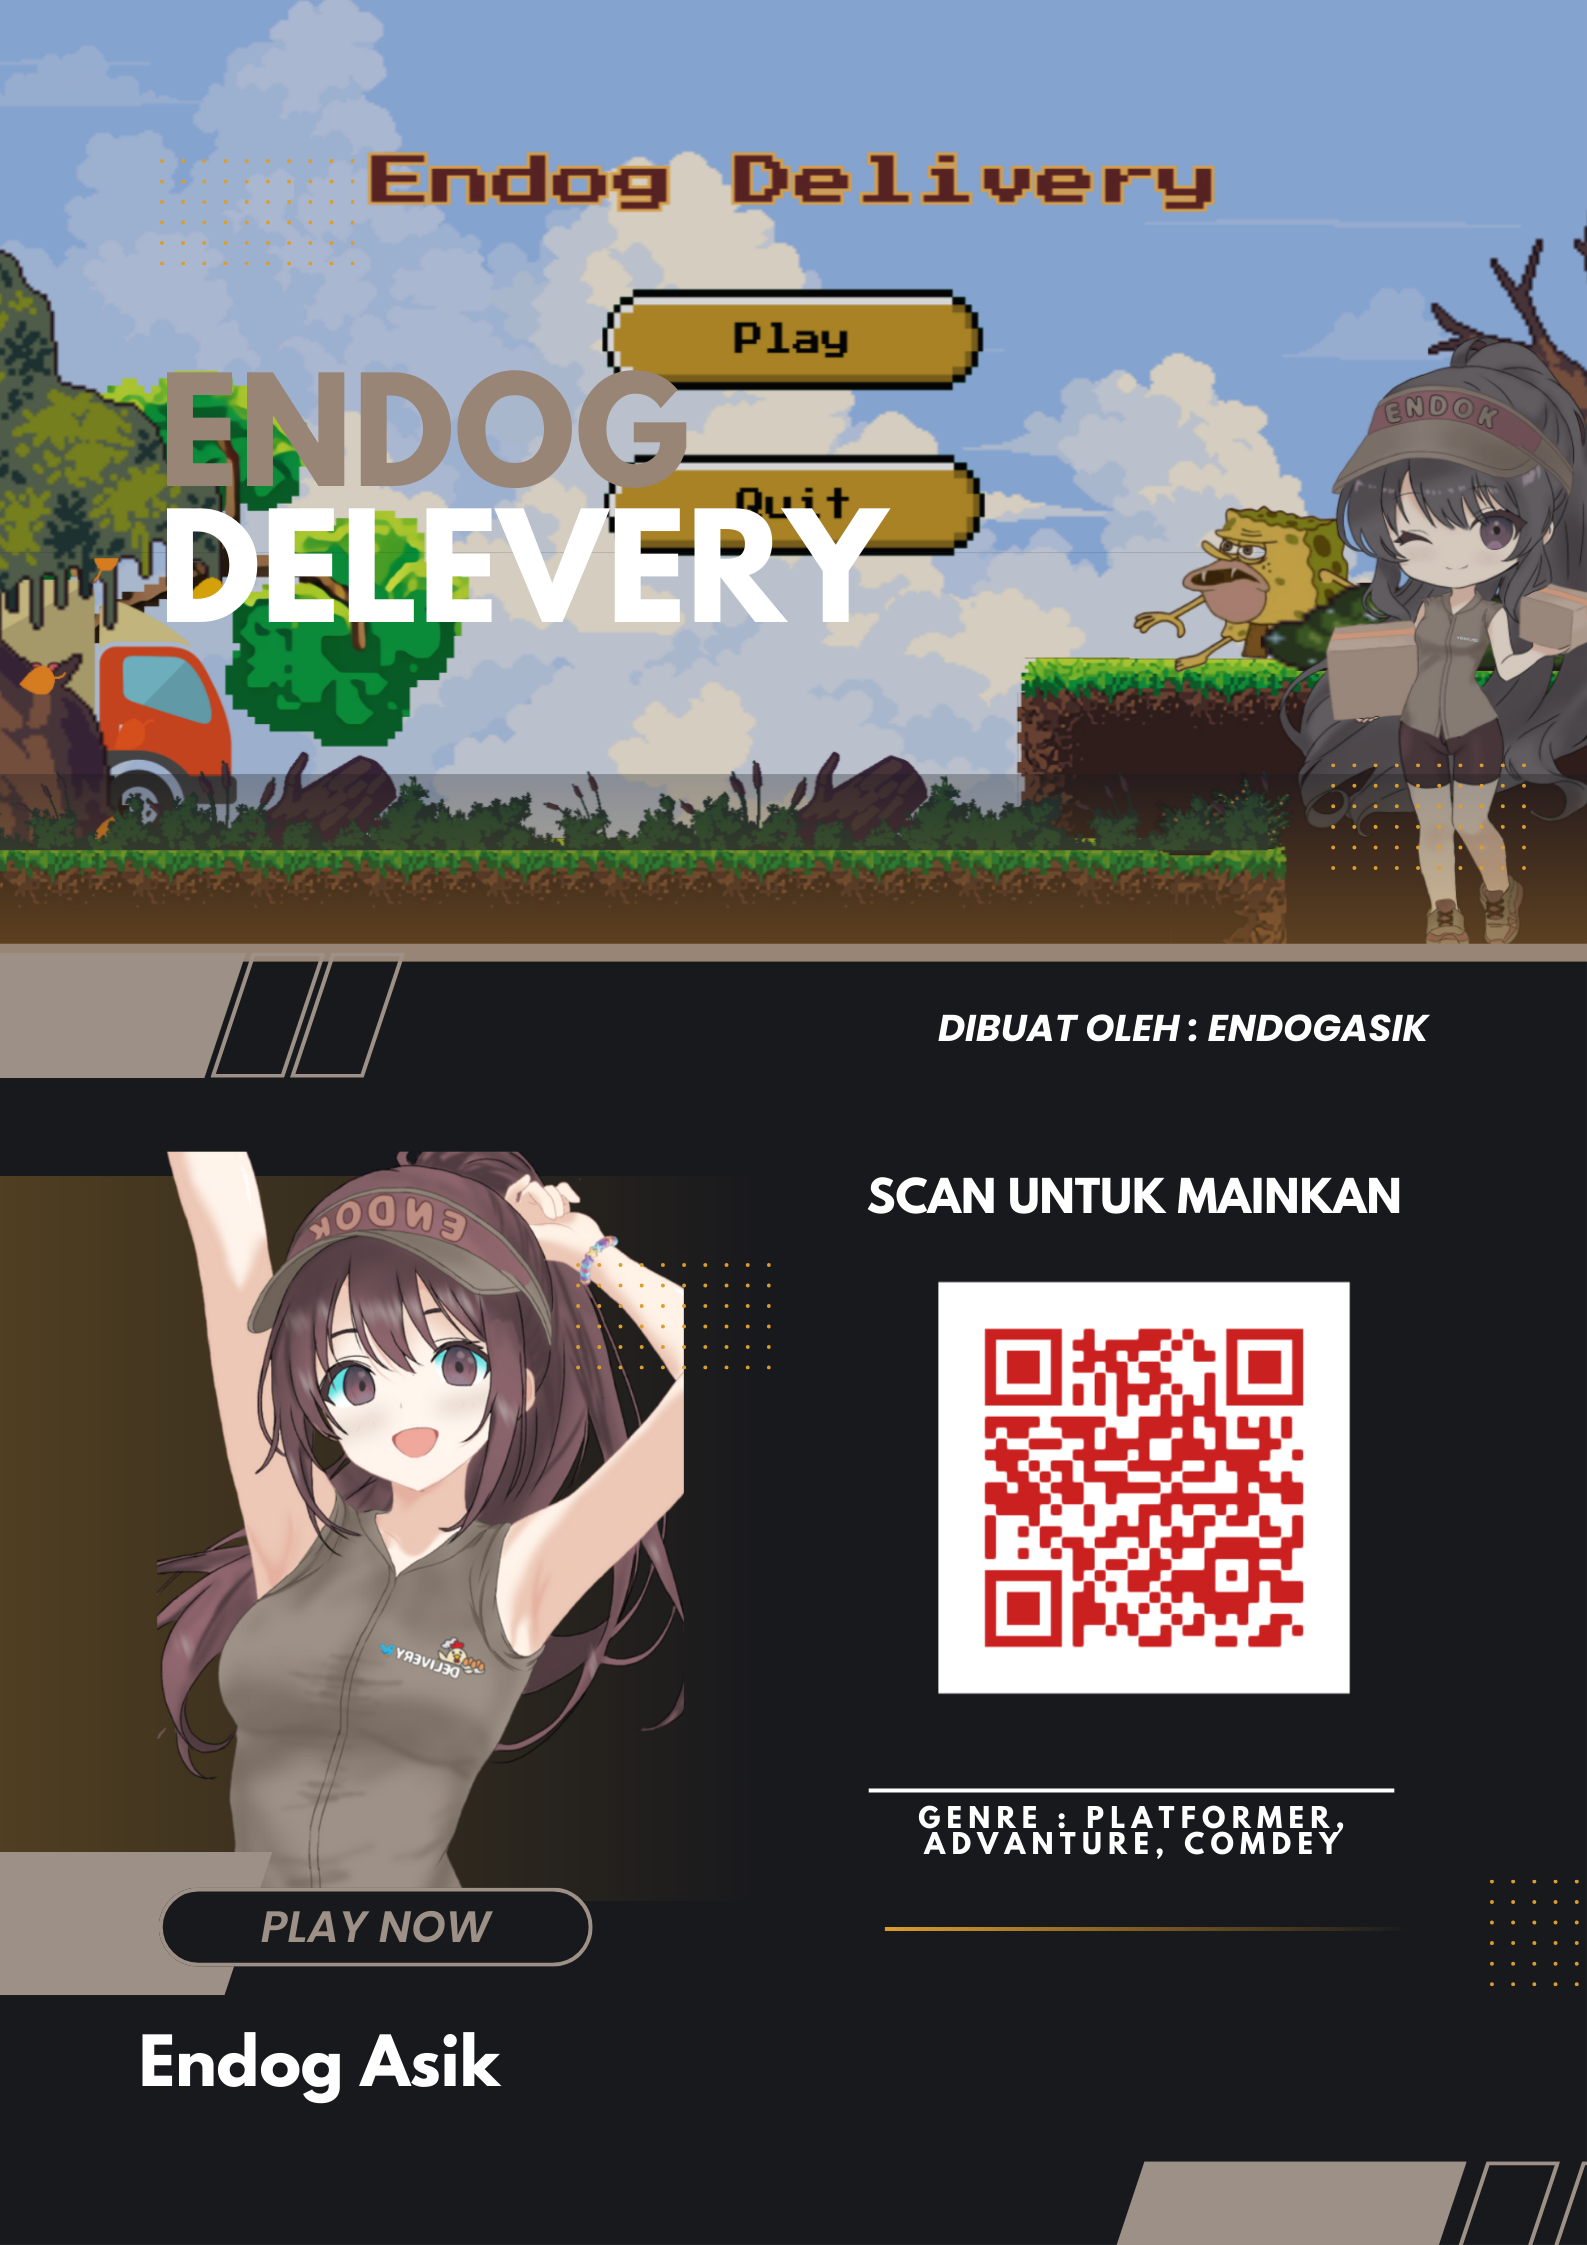 Endog Delivery
Play
ENDOG
Quit
DELEVERY
ENDOK
DIBUAT OLEH : ENDOGASIK
SCAN UNTUK MAINKAN
ENDOK
DELIVERY
GENRE : PLATFORMER,
ADVANTURE, COMDEY
PLAY NOW
Endog Asik